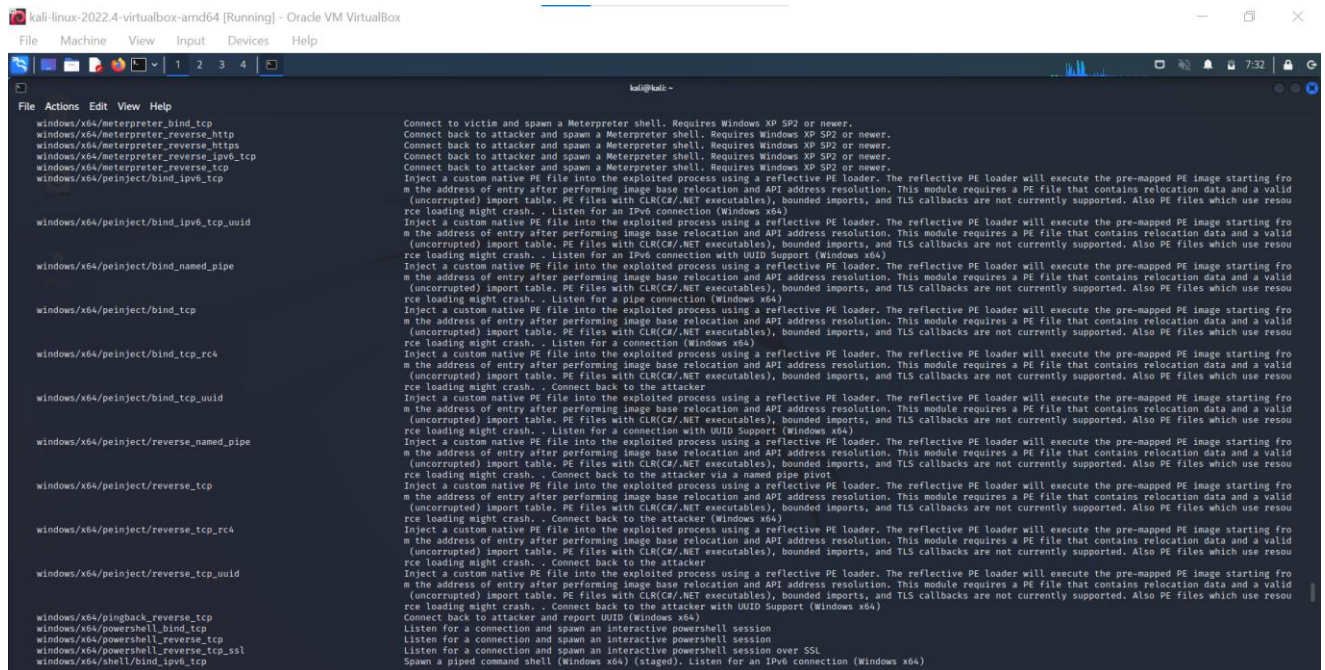 kali-linux-2022.4-virtualbox-amd64 [Running] - Oracle VM VirtualBox
File Machine View Input Devices Help
1 2 3 4 7:32
kali@kali: ~
File Actions Edit View Help
windows/x64/meterpreter_bind_tcp Connect to victim and spawn a Meterpreter shell. Requires Windows XP SP2 or newer.
windows/x64/meterpreter_reverse_http Connect back to attacker and spawn a Meterpreter shell. Requires Windows XP SP2 or newer.
windows/x64/meterpreter_reverse_https Connect back to attacker and spawn a Meterpreter shell. Requires Windows XP SP2 or newer.
windows/x64/meterpreter_reverse_ipv6_tcp Connect back to attacker and spawn a Meterpreter shell. Requires Windows XP SP2 or newer.
windows/x64/meterpreter_reverse_tcp Connect back to attacker and spawn a Meterpreter shell. Requires Windows XP SP2 or newer.
windows/x64/peinject/bind_ipv6_tcp Inject a custom native PE file into the exploited process using a reflective PE loader. The reflective PE loader will execute the pre-mapped PE image starting fro
m the address of entry after performing image base relocation and API address resolution. This module requires a PE file that contains relocation data and a valid
(uncorrupted) import table. PE files with CLR(C#/.NET executables), bounded imports, and TLS callbacks are not currently supported. Also PE files which use resou
rce loading might crash. . Listen for an IPv6 connection (Windows x64)
windows/x64/peinject/bind_ipv6_tcp_uuid Inject a custom native PE file into the exploited process using a reflective PE loader. The reflective PE loader will execute the pre-mapped PE image starting fro
m the address of entry after performing image base relocation and API address resolution. This module requires a PE file that contains relocation data and a valid
(uncorrupted) import table. PE files with CLR(C#/.NET executables), bounded imports, and TLS callbacks are not currently supported. Also PE files which use resou
rce loading might crash. . Listen for an IPv6 connection with UUID Support (Windows x64)
windows/x64/peinject/bind_named_pipe Inject a custom native PE file into the exploited process using a reflective PE loader. The reflective PE loader will execute the pre-mapped PE image starting fro
m the address of entry after performing image base relocation and API address resolution. This module requires a PE file that contains relocation data and a valid
(uncorrupted) import table. PE files with CLR(C#/.NET executables), bounded imports, and TLS callbacks are not currently supported. Also PE files which use resou
rce loading might crash. . Listen for a pipe connection (Windows x64)
windows/x64/peinject/bind_tcp Inject a custom native PE file into the exploited process using a reflective PE loader. The reflective PE loader will execute the pre-mapped PE image starting fro
m the address of entry after performing image base relocation and API address resolution. This module requires a PE file that contains relocation data and a valid
(uncorrupted) import table. PE files with CLR(C#/.NET executables), bounded imports, and TLS callbacks are not currently supported. Also PE files which use resou
rce loading might crash. . Listen for a connection (Windows x64)
windows/x64/peinject/bind_tcp_rc4 Inject a custom native PE file into the exploited process using a reflective PE loader. The reflective PE loader will execute the pre-mapped PE image starting fro
m the address of entry after performing image base relocation and API address resolution. This module requires a PE file that contains relocation data and a valid
(uncorrupted) import table. PE files with CLR(C#/.NET executables), bounded imports, and TLS callbacks are not currently supported. Also PE files which use resou
rce loading might crash. . Connect back to the attacker
windows/x64/peinject/bind_tcp_uuid Inject a custom native PE file into the exploited process using a reflective PE loader. The reflective PE loader will execute the pre-mapped PE image starting fro
m the address of entry after performing image base relocation and API address resolution. This module requires a PE file that contains relocation data and a valid
(uncorrupted) import table. PE files with CLR(C#/.NET executables), bounded imports, and TLS callbacks are not currently supported. Also PE files which use resou
rce loading might crash. . Listen for a connection with UUID Support (Windows x64)
windows/x64/peinject/reverse_named_pipe Inject a custom native PE file into the exploited process using a reflective PE loader. The reflective PE loader will execute the pre-mapped PE image starting fro
m the address of entry after performing image base relocation and API address resolution. This module requires a PE file that contains relocation data and a valid
(uncorrupted) import table. PE files with CLR(C#/.NET executables), bounded imports, and TLS callbacks are not currently supported. Also PE files which use resou
rce loading might crash. . Connect back to the attacker via a named pipe pivot
windows/x64/peinject/reverse_tcp Inject a custom native PE file into the exploited process using a reflective PE loader. The reflective PE loader will execute the pre-mapped PE image starting fro
m the address of entry after performing image base relocation and API address resolution. This module requires a PE file that contains relocation data and a valid
(uncorrupted) import table. PE files with CLR(C#/.NET executables), bounded imports, and TLS callbacks are not currently supported. Also PE files which use resou
rce loading might crash. . Connect back to the attacker (Windows x64)
windows/x64/peinject/reverse_tcp_rc4 Inject a custom native PE file into the exploited process using a reflective PE loader. The reflective PE loader will execute the pre-mapped PE image starting fro
m the address of entry after performing image base relocation and API address resolution. This module requires a PE file that contains relocation data and a valid
(uncorrupted) import table. PE files with CLR(C#/.NET executables), bounded imports, and TLS callbacks are not currently supported. Also PE files which use resou
rce loading might crash. . Connect back to the attacker
windows/x64/peinject/reverse_tcp_uuid Inject a custom native PE file into the exploited process using a reflective PE loader. The reflective PE loader will execute the pre-mapped PE image starting fro
m the address of entry after performing image base relocation and API address resolution. This module requires a PE file that contains relocation data and a valid
(uncorrupted) import table. PE files with CLR(C#/.NET executables), bounded imports, and TLS callbacks are not currently supported. Also PE files which use resou
rce loading might crash. . Connect back to the attacker with UUID Support (Windows x64)
windows/x64/pingback_reverse_tcp Connect back to attacker and report UUID (Windows x64)
windows/x64/powershell_bind_tcp Listen for a connection and spawn an interactive powershell session
windows/x64/powershell_reverse_tcp Listen for a connection and spawn an interactive powershell session
windows/x64/powershell_reverse_tcp_ssl Listen for a connection and spawn an interactive powershell session over SSL
windows/x64/shell/bind_ipv6_tcp Spawn a piped command shell (Windows x64) (staged). Listen for an IPv6 connection (Windows x64)